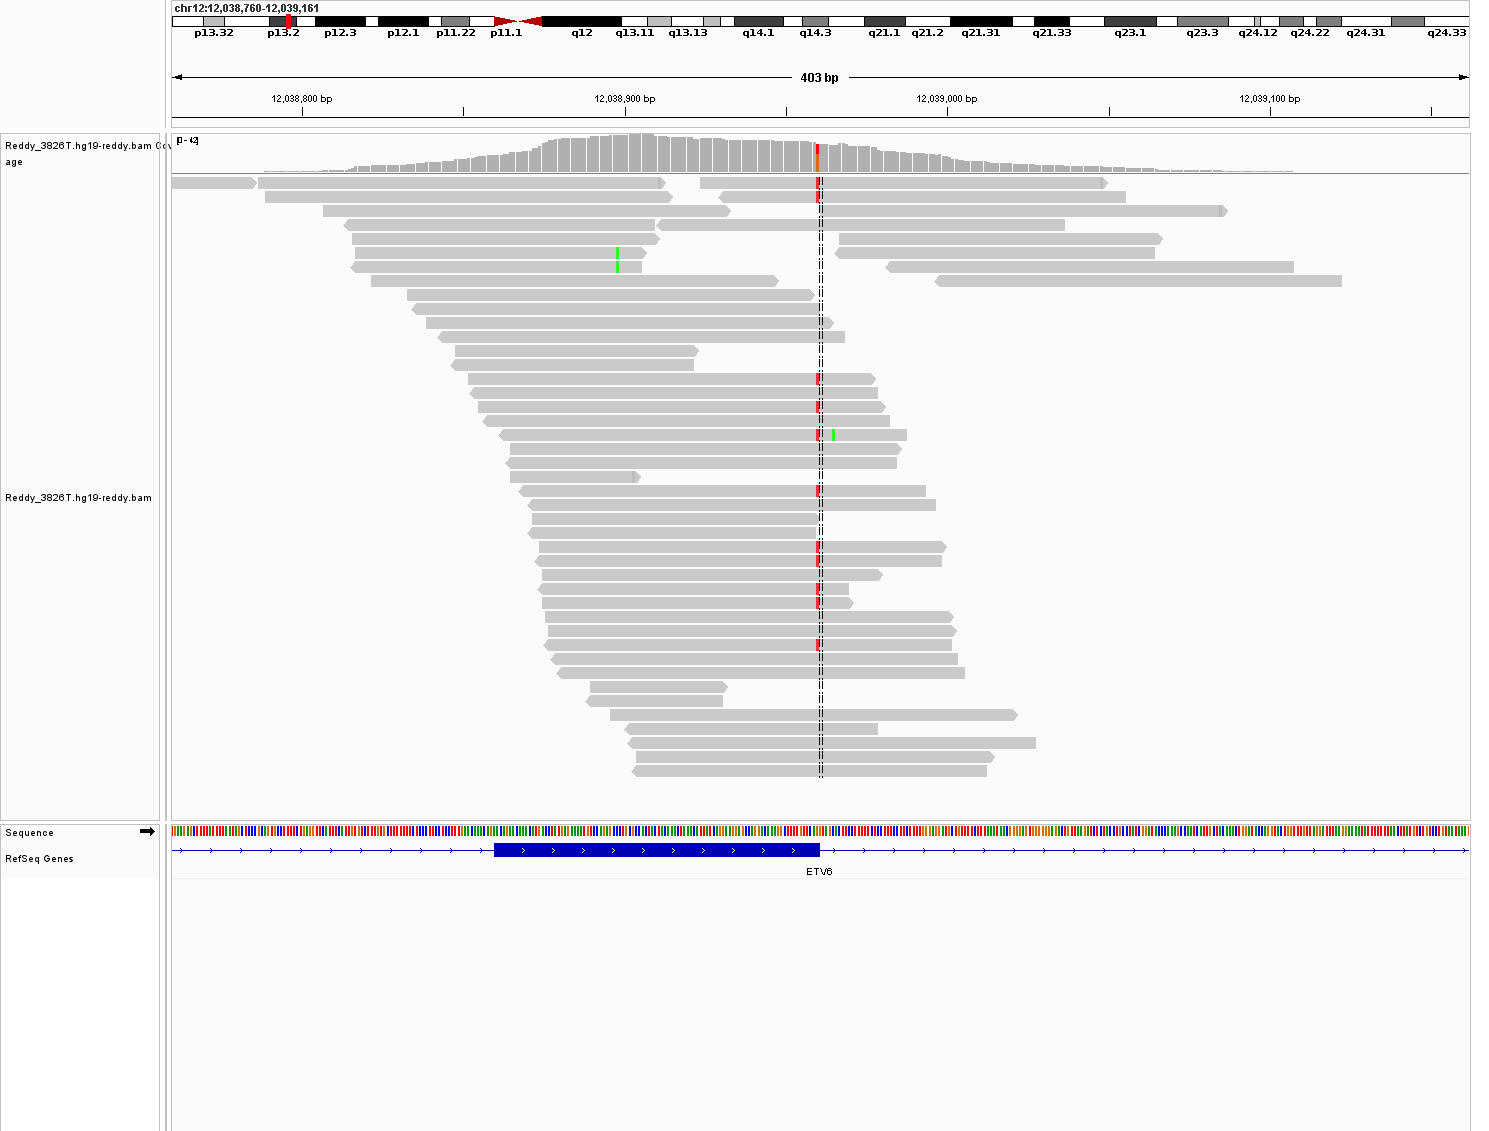 chr12:12,038,760-12,039,161
p13.32 p13.2 p12.3 p12.1 p11.22 p11.1 q12 q13.11 q13.13 q14.1 q14.3 q21.1 q21.2 q21.31 q21.33 q23.1 q23.3 q24.12 q24.22 q24.31 q24.33
403 bp
12,038,800 bp 12,038,900 bp 12,039,000 bp 12,039,100 bp
Reddy_3826T.hg19-reddy.bam Cov
age
[0 - 42]
Reddy_3826T.hg19-reddy.bam
Sequence
RefSeq Genes
ETV6